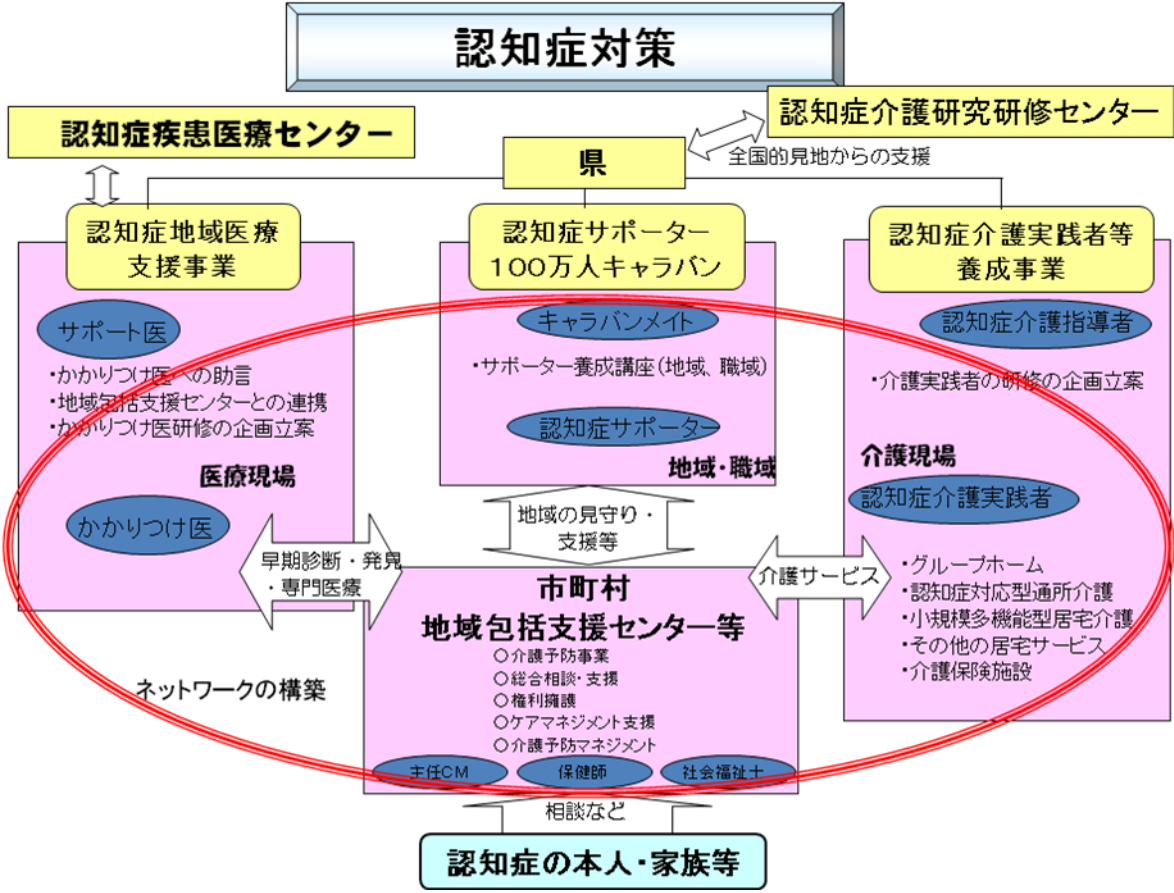 認知症対策
認知症疾患医療センター
認知症介護研究研修センター
県
全国的見地からの支援
認知症地域医療
支援事業
認知症サポーター
100万人キャラバン
認知症介護実践者等
養成事業
サポート医
・かかりつけ医への助言
・地域包括支援センターとの連携
・かかりつけ医研修の企画立案
医療現場
かかりつけ医
キャラバンメイト
・サポーター養成講座(地域、職域)
認知症サポーター
地域・職域
認知症介護指導者
・介護実践者の研修の企画立案
介護現場
認知症介護実践者
・グループホーム
・認知症対応型通所介護
・小規模多機能型居宅介護
・その他の居宅サービス
・介護保険施設
地域の見守り・
支援等
早期診断・発見
・専門医療
介護サービス
市町村
地域包括支援センター等
○介護予防事業
○総合相談・支援
○権利擁護
○ケアマネジメント支援
○介護予防マネジメント
主任CM
保健師
社会福祉士
ネットワークの構築
相談など
認知症の本人・家族等